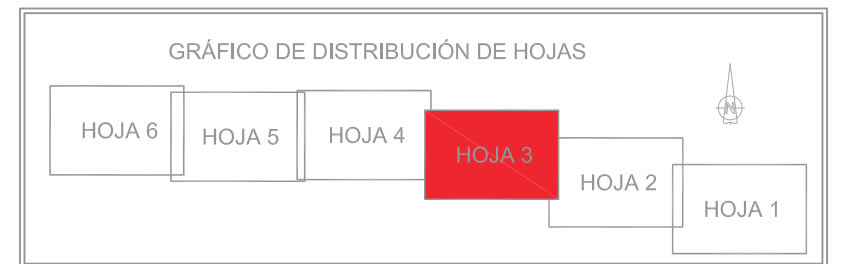 GRÁFICO DE DISTRIBUCIÓN DE HOJAS
N
HOJA 6
HOJA 5
HOJA 4
HOJA 3
HOJA 2
HOJA 1